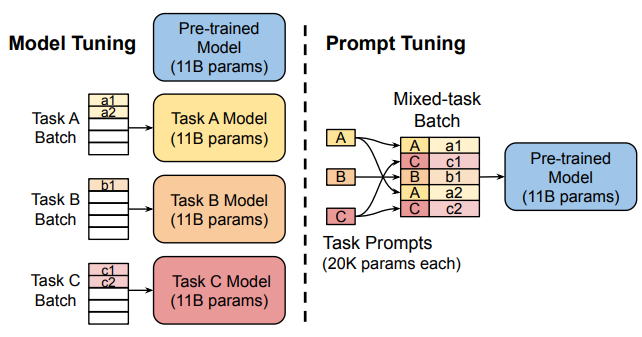 Model Tuning
Pre-trained
Model
(11B params)
a1
a2
Task A
Batch
Task A Model
(11B params)
b1
Task B
Batch
Task B Model
(11B params)
c1
c2
Task C
Batch
Task C Model
(11B params)
Prompt Tuning
Mixed-task
Batch
A
B
C
A a1
C c1
B b1
A a2
C c2
Pre-trained
Model
(11B params)
Task Prompts
(20K params each)